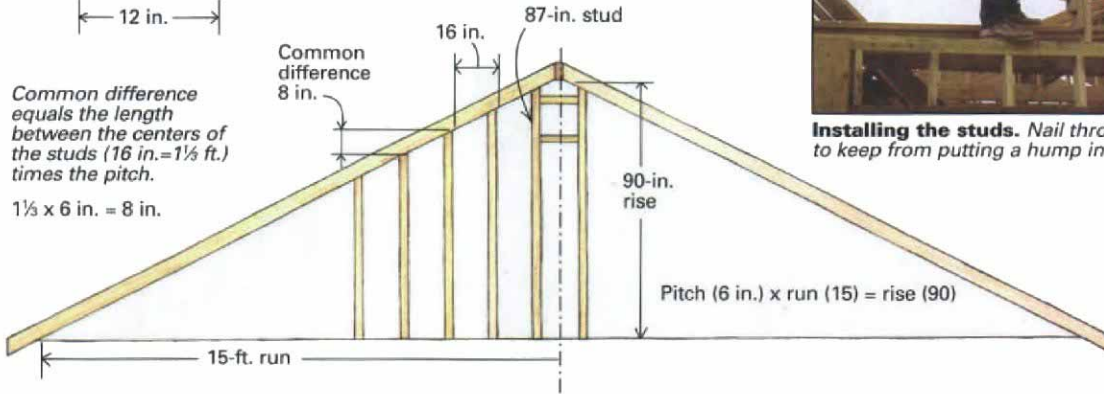 12 in.
Common difference
equals the length
between the centers of
the studs (16 in.=1⅓ ft.)
times the pitch.
1⅓ x 6 in. = 8 in.
Common
difference
8 in.
16 in.
87-in. stud
90-in.
rise
Pitch (6 in.) x run (15) = rise (90)
15-ft. run
Installing the studs. Nail thro
to keep from putting a hump in